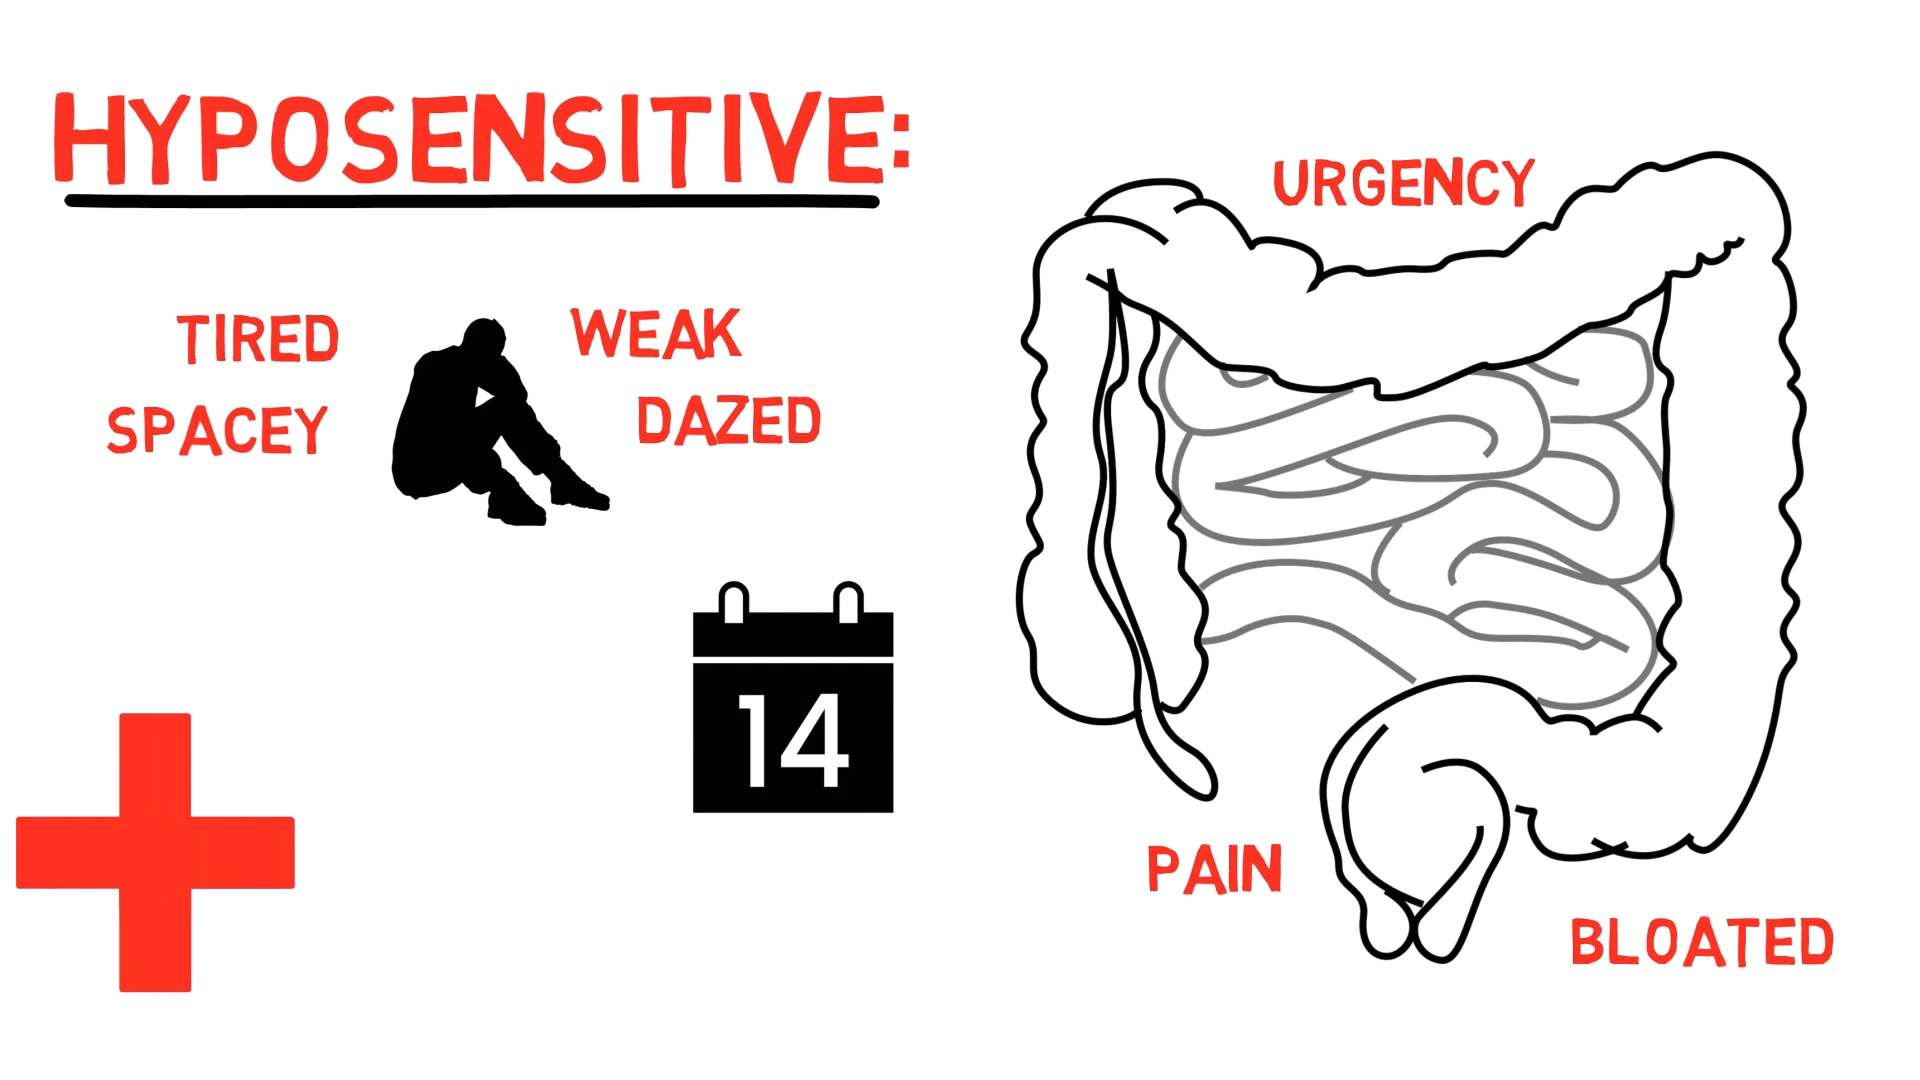 HYPOSENSITIVE:
TIRED
WEAK
SPACEY
DAZED
14
URGENCY
PAIN
BLOATED